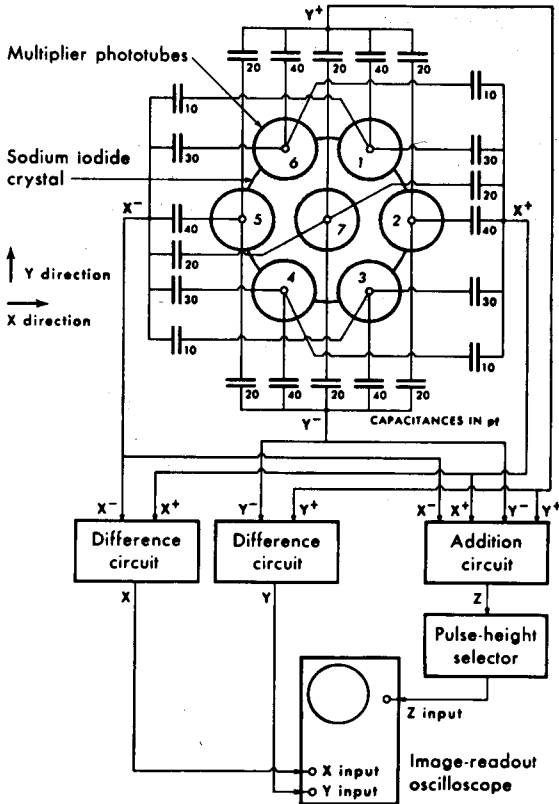 Y+
20 40 20 40 20
Multiplier phototubes
10 10
30 6 1 30
Sodium iodide
crystal
20
X− 5 7 2 X+
40 40
20
Y direction
4 3
30 30
X direction
10 10
20 40 20 40 20
Y− CAPACITANCES IN pf
X− X+ Y− Y+ X− X+ Y− Y+
Difference
circuit
Difference
circuit
Addition
circuit
X Y Z
Pulse-height
selector
Z input
Image-readout
oscilloscope
X input
Y input